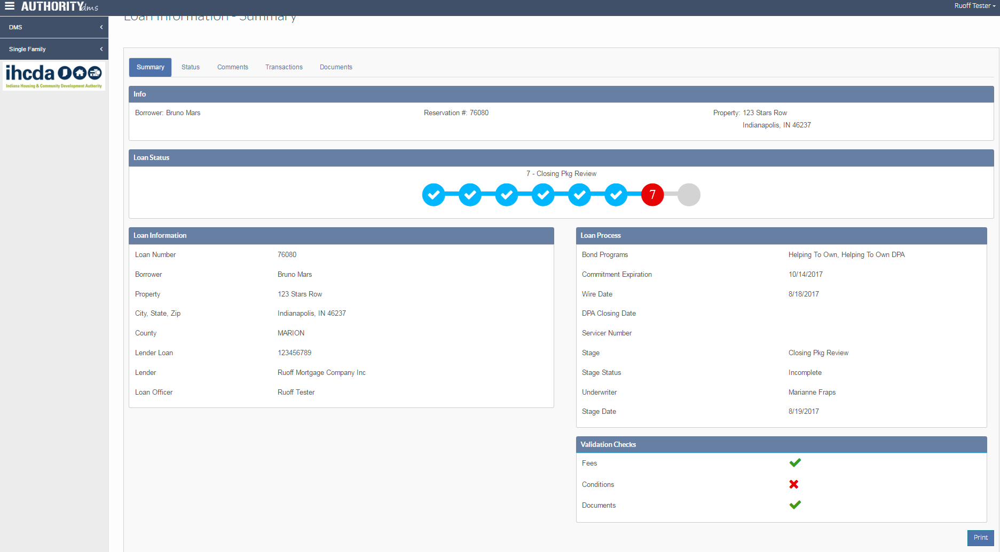 AUTHORITYdms
Ruoff Tester
Loan Information - Summary
DMS
Single Family
ihcda
Indiana Housing & Community Development Authority
Summary Status Comments Transactions Documents
Info
Borrower: Bruno Mars Reservation #: 76080 Property: 123 Stars Row
Indianapolis, IN 46237
Loan Status
7 - Closing Pkg Review
7
Loan Information
Loan Number 76080
Borrower Bruno Mars
Property 123 Stars Row
City, State, Zip Indianapolis, IN 46237
County MARION
Lender Loan 123456789
Lender Ruoff Mortgage Company Inc
Loan Officer Ruoff Tester
Loan Process
Bond Programs Helping To Own, Helping To Own DPA
Commitment Expiration 10/14/2017
Wire Date 8/18/2017
DPA Closing Date
Servicer Number
Stage Closing Pkg Review
Stage Status Incomplete
Underwriter Marianne Fraps
Stage Date 8/19/2017
Validation Checks
Fees
Conditions
Documents
Print